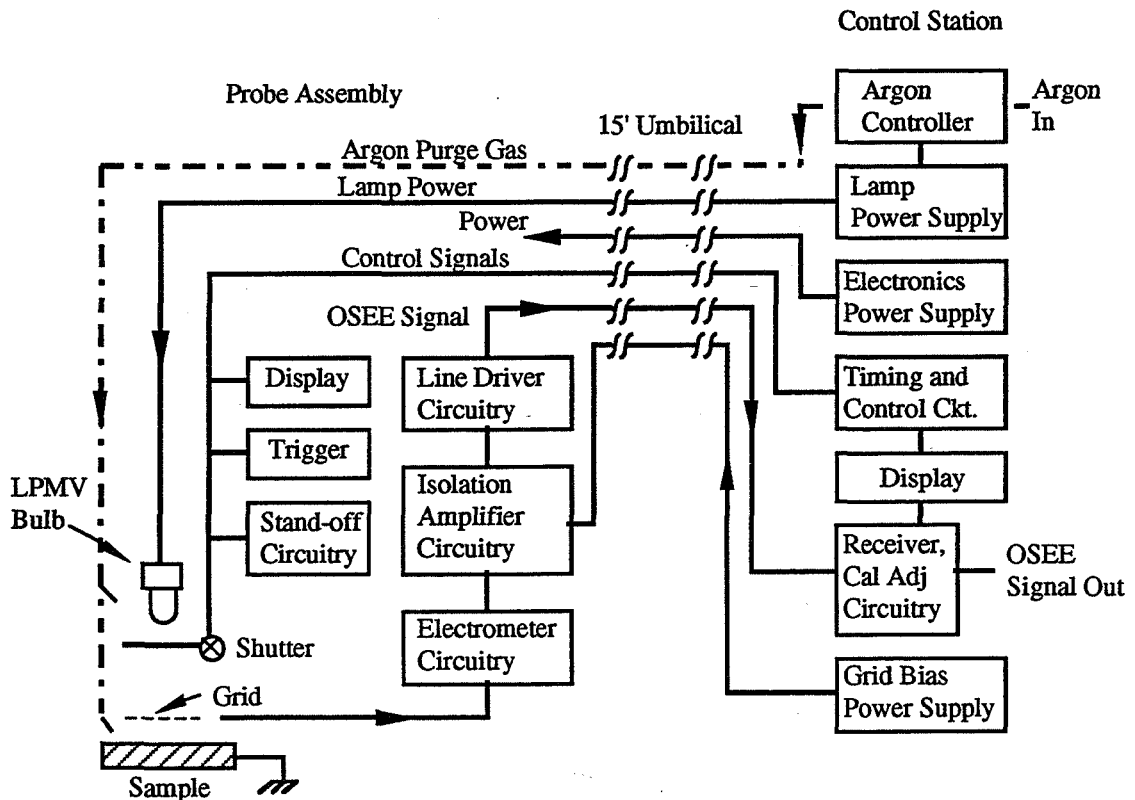 Control Station
Probe Assembly
Argon
Controller
Argon
In
15' Umbilical
Argon Purge Gas
Lamp Power
Lamp
Power Supply
Power
Control Signals
Electronics
Power Supply
OSEE Signal
Display
Line Driver
Circuitry
Timing and
Control Ckt.
Trigger
Display
LPMV
Bulb
Isolation
Amplifier
Circuitry
Stand-off
Circuitry
Receiver,
Cal Adj
Circuitry
OSEE
Signal Out
Shutter
Electrometer
Circuitry
Grid
Grid Bias
Power Supply
Sample